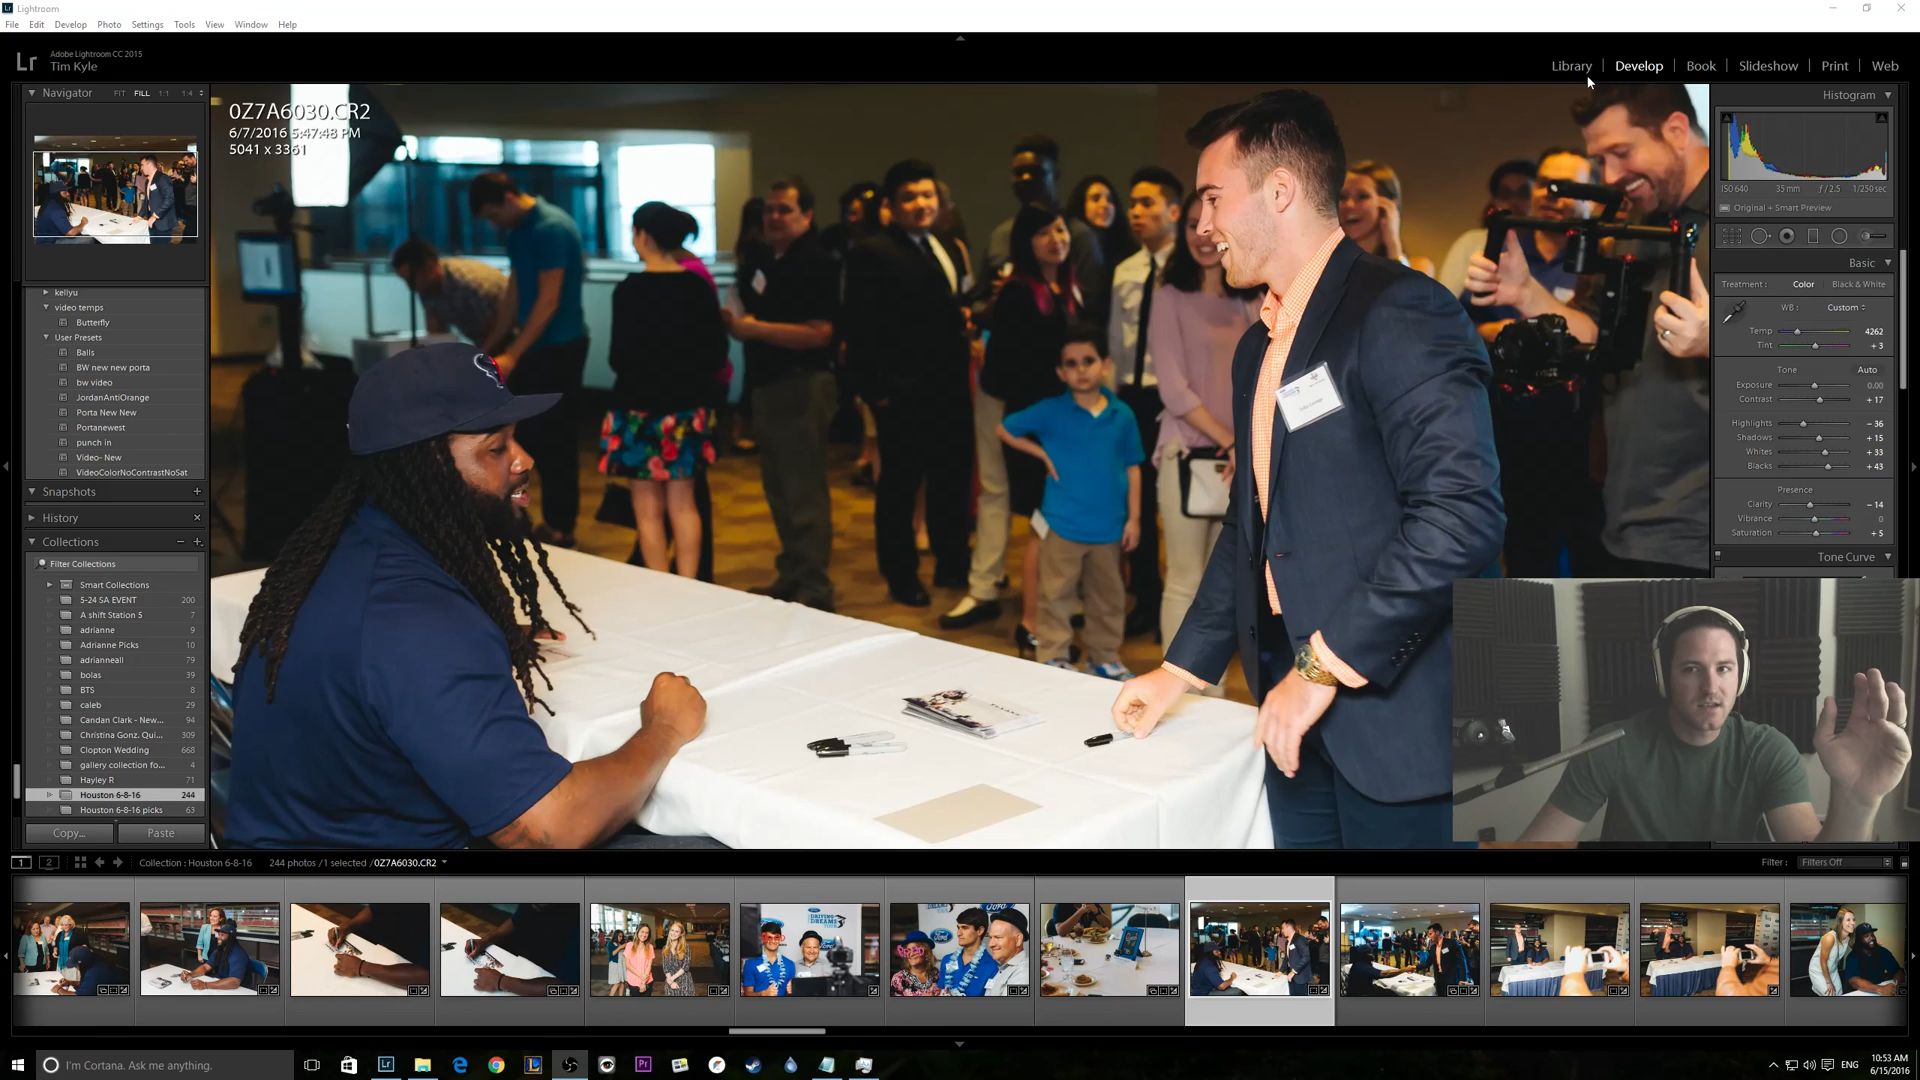 Lr Lightroom
File Edit Develop Photo Settings Tools View Window Help
Lr Adobe Lightroom CC 2015
Tim Kyle
Library | Develop | Book | Slideshow | Print | Web
Navigator FIT FILL 1:1 1:4
kellyu
video temps
Butterfly
User Presets
Balls
BW new new porta
bw video
JordanAntiOrange
Porta New New
Portanewest
punch in
Video- New
VideoColorNoContrastNoSat
Snapshots +
History ×
Collections − +
Filter Collections
Smart Collections
5-24 SA EVENT 200
A shift Station 5 7
adrianne 9
Adrianne Picks 10
adrianneall 79
bolas 39
BTS 8
caleb 29
Candan Clark - New... 94
Christina Gonz. Qui... 309
Clopton Wedding 668
gallery collection fo... 4
Hayley R 71
Houston 6-8-16 244
Houston 6-8-16 picks 63
Copy... Paste
0Z7A6030.CR2
6/7/2016 5:47:48 PM
5041 x 3361
Histogram
ISO 640 35 mm ƒ / 2.5 1/250 sec
Original + Smart Preview
Basic
Treatment : Color Black & White
WB : Custom
Temp 4262
Tint + 3
Tone Auto
Exposure 0.00
Contrast + 17
Highlights − 36
Shadows + 15
Whites + 33
Blacks + 43
Presence
Clarity − 14
Vibrance 0
Saturation + 5
Tone Curve
1 2 Collection : Houston 6-8-16 244 photos / 1 selected / 0Z7A6030.CR2
Filter : Filters Off
DRIVING DREAMS
Ford
I'm Cortana. Ask me anything.
Lr
Pr
ENG
10:53 AM
6/15/2016